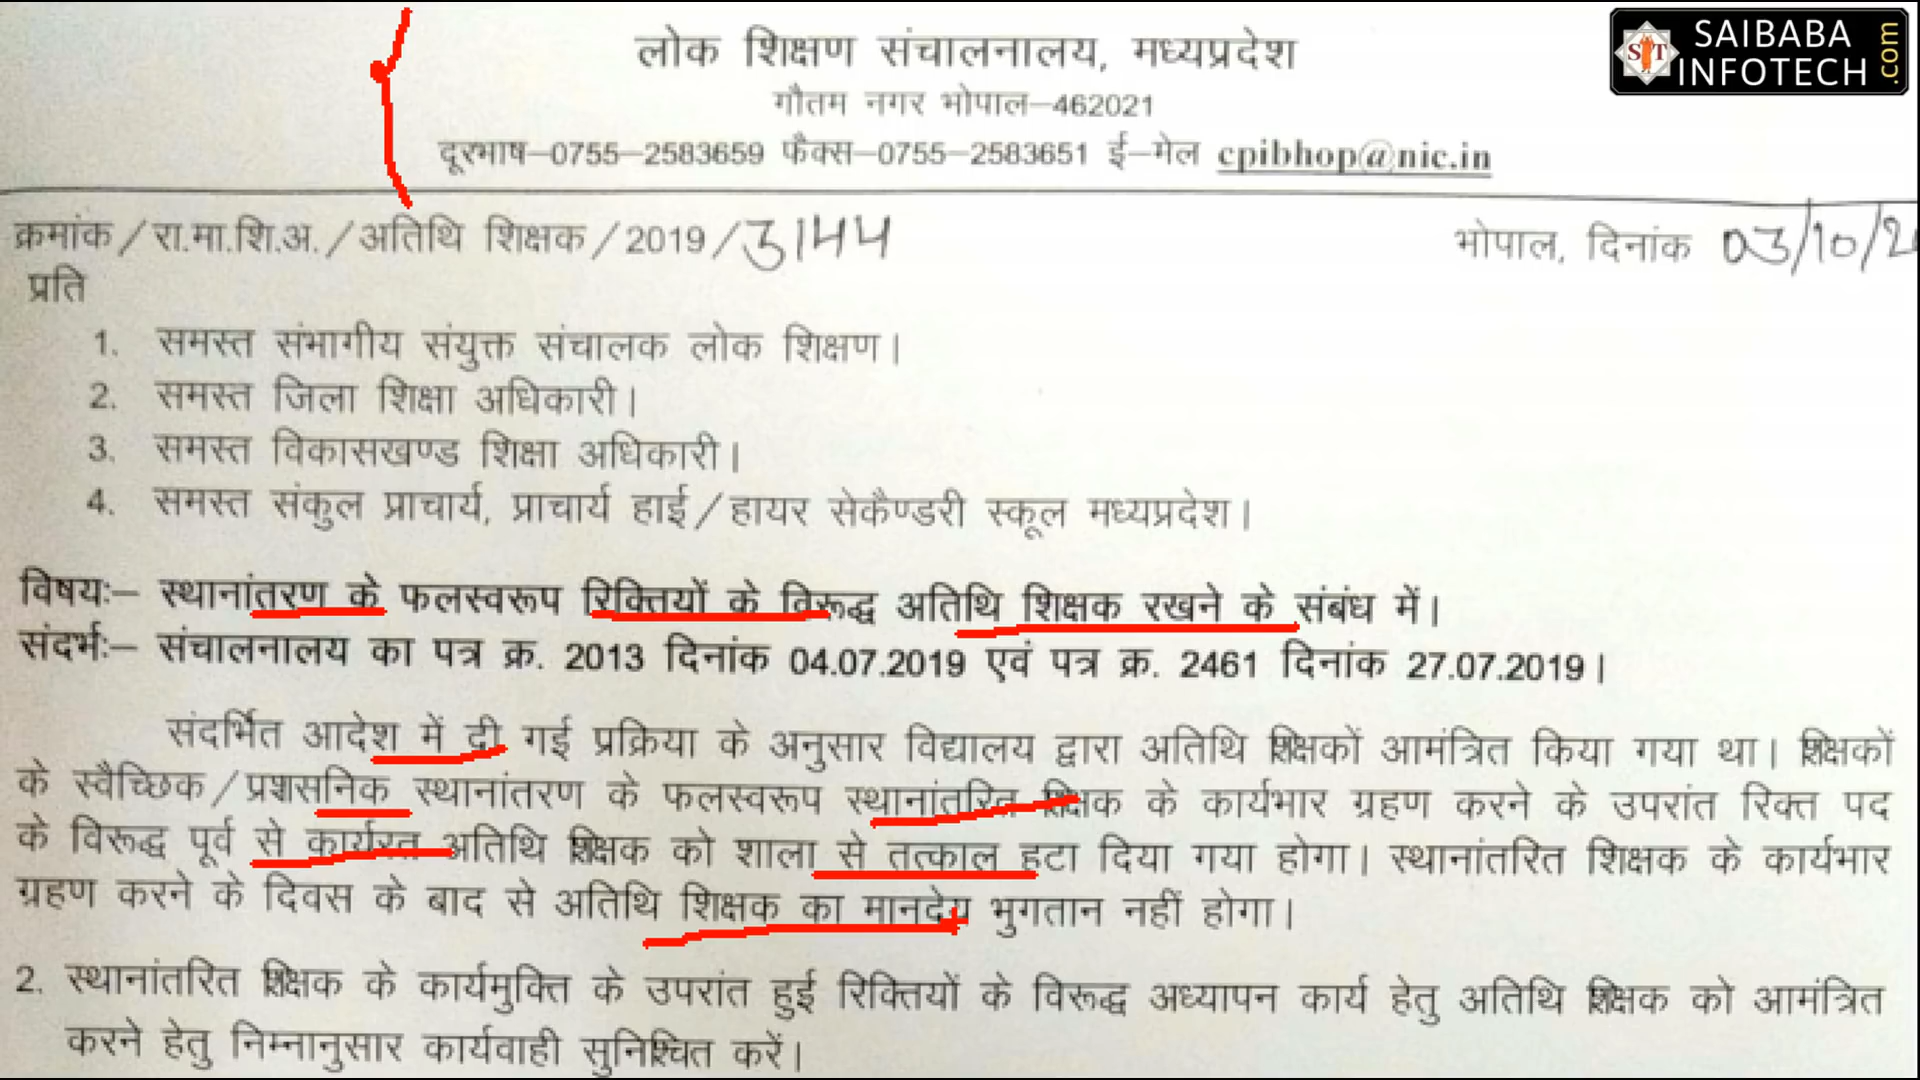 लोक शिक्षण संचालनालय, मध्यप्रदेश
गौतम नगर भोपाल–462021
दूरभाष–0755–2583659 फैक्स–0755–2583651 ई–मेल cpibhop@nic.in
SAIBABA
INFOTECH .com
SIT
क्रमांक/रा.मा.शि.अ./अतिथि शिक्षक/2019/3144
भोपाल, दिनांक 03/10/2
प्रति
1. समस्त संभागीय संयुक्त संचालक लोक शिक्षण।
2. समस्त जिला शिक्षा अधिकारी।
3. समस्त विकासखण्ड शिक्षा अधिकारी।
4. समस्त संकुल प्राचार्य, प्राचार्य हाई/हायर सेकैण्डरी स्कूल मध्यप्रदेश।
विषयः– स्थानांतरण के फलस्वरूप रिक्तियों के विरूद्ध अतिथि शिक्षक रखने के संबंध में।
संदर्भः– संचालनालय का पत्र क्र. 2013 दिनांक 04.07.2019 एवं पत्र क्र. 2461 दिनांक 27.07.2019।
संदर्भित आदेश में दी गई प्रक्रिया के अनुसार विद्यालय द्वारा अतिथि शिक्षकों आमंत्रित किया गया था। शिक्षकों
के स्वैच्छिक/प्रशसनिक स्थानांतरण के फलस्वरूप स्थानांतरित शिक्षक के कार्यभार ग्रहण करने के उपरांत रिक्त पद
के विरूद्ध पूर्व से कार्यरत अतिथि शिक्षक को शाला से तत्काल हटा दिया गया होगा। स्थानांतरित शिक्षक के कार्यभार
ग्रहण करने के दिवस के बाद से अतिथि शिक्षक का मानदेय भुगतान नहीं होगा।
2. स्थानांतरित शिक्षक के कार्यमुक्ति के उपरांत हुई रिक्तियों के विरूद्ध अध्यापन कार्य हेतु अतिथि शिक्षक को आमंत्रित
करने हेतु निम्नानुसार कार्यवाही सुनिश्चित करें।